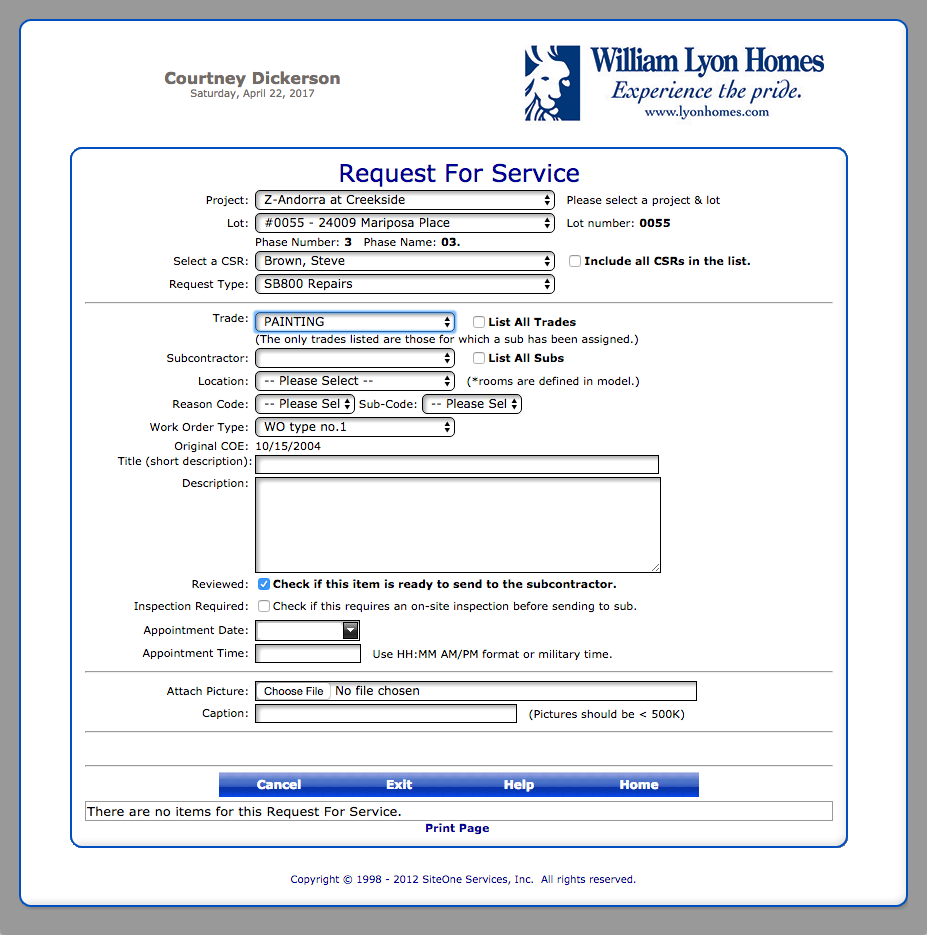 Courtney Dickerson
Saturday, April 22, 2017
William Lyon Homes
Experience the pride.
www.lyonhomes.com
Request For Service
Project: Z-Andorra at Creekside Please select a project & lot
Lot: #0055 - 24009 Mariposa Place Lot number: 0055
Phase Number: 3 Phase Name: 03.
Select a CSR: Brown, Steve Include all CSRs in the list.
Request Type: SB800 Repairs
Trade: PAINTING List All Trades
(The only trades listed are those for which a sub has been assigned.)
Subcontractor: List All Subs
Location: -- Please Select -- (*rooms are defined in model.)
Reason Code: -- Please Sel Sub-Code: -- Please Sel
Work Order Type: WO type no.1
Original COE: 10/15/2004
Title (short description):
Description:
Reviewed: Check if this item is ready to send to the subcontractor.
Inspection Required: Check if this requires an on-site inspection before sending to sub.
Appointment Date:
Appointment Time: Use HH:MM AM/PM format or military time.
Attach Picture: Choose File No file chosen
Caption: (Pictures should be < 500K)
Cancel Exit Help Home
There are no items for this Request For Service.
Print Page
Copyright © 1998 - 2012 SiteOne Services, Inc. All rights reserved.